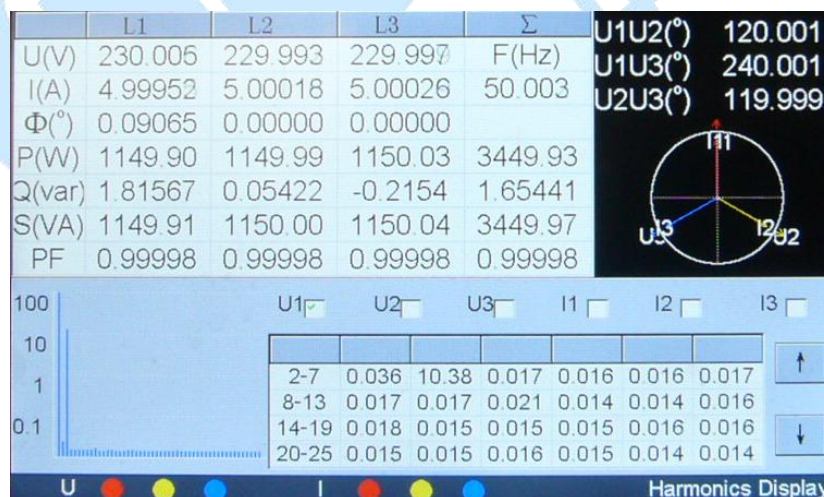 L1 L2 L3 Σ
U(V) 230.005 229.993 229.997 F(Hz)
I(A) 4.99952 5.00018 5.00026 50.003
Φ(°) 0.09065 0.00000 0.00000
P(W) 1149.90 1149.99 1150.03 3449.93
Q(var) 1.81567 0.05422 -0.2154 1.65441
S(VA) 1149.91 1150.00 1150.04 3449.97
PF 0.99998 0.99998 0.99998 0.99998
U1U2(°) 120.001
U1U3(°) 240.001
U2U3(°) 119.999
I1
I3 I2 U2
100 U1 U2 U3 I1 I2 I3
10
1
0.1
2-7 0.036 10.38 0.017 0.016 0.016 0.017
8-13 0.017 0.017 0.021 0.014 0.014 0.016
14-19 0.018 0.015 0.015 0.015 0.016 0.016
20-25 0.015 0.015 0.016 0.015 0.014 0.014
U I Harmonics Display